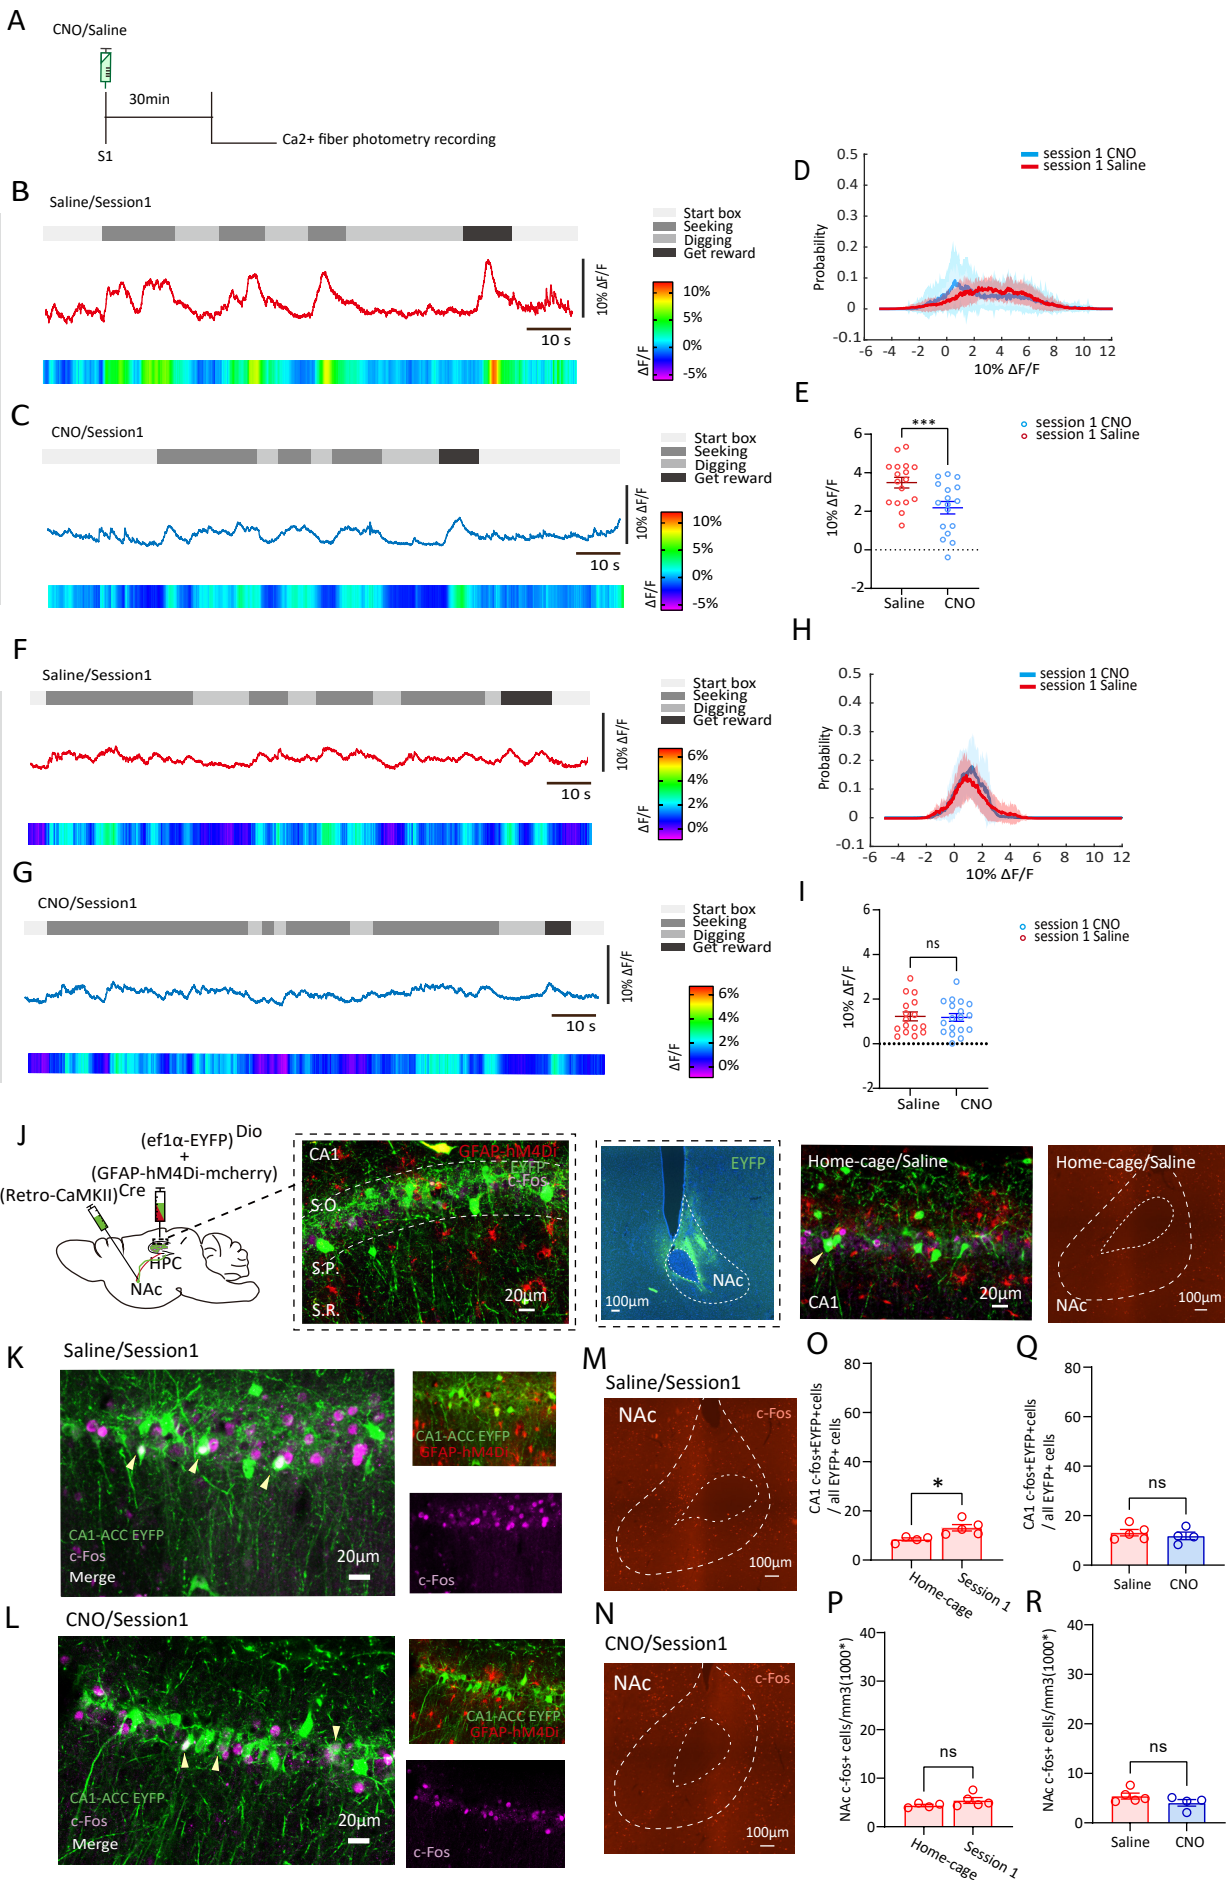 A
CNO/Saline
30min
S1
Ca2+ fiber photometry recording
B
Saline/Session1
Start box
Seeking
Digging
Get reward
10% ΔF/F
10 s
10%
5%
0%
-5%
ΔF/F
C
CNO/Session1
Start box
Seeking
Digging
Get reward
10% ΔF/F
10 s
10%
5%
0%
-5%
ΔF/F
D
session 1 CNO
session 1 Saline
Probability
0.5
0.4
0.3
0.2
0.1
0
-0.1
-6 -4 -2 0 2 4 6 8 10 12
10% ΔF/F
E
session 1 CNO
session 1 Saline
***
10% ΔF/F
6
4
2
0
-2
Saline CNO
F
Saline/Session1
Start box
Seeking
Digging
Get reward
10% ΔF/F
10 s
6%
4%
2%
0%
ΔF/F
G
CNO/Session1
Start box
Seeking
Digging
Get reward
10% ΔF/F
10 s
6%
4%
2%
0%
ΔF/F
H
session 1 CNO
session 1 Saline
Probability
0.5
0.4
0.3
0.2
0.1
0
-0.1
-6 -4 -2 0 2 4 6 8 10 12
10% ΔF/F
I
session 1 CNO
session 1 Saline
ns
10% ΔF/F
6
4
2
0
-2
Saline CNO
J
(ef1α-EYFP)Dio
+
(GFAP-hM4Di-mcherry)
(Retro-CaMKII)Cre
HPC
NAc
CA1
GFAP-hM4Di
EYFP
c-Fos
S.O.
S.P.
S.R.
20μm
EYFP
NAc
100μm
Home-cage/Saline
CA1
20μm
Home-cage/Saline
NAc
100μm
K
Saline/Session1
CA1-ACC EYFP
c-Fos
Merge
20μm
CA1-ACC EYFP
GFAP-hM4Di
c-Fos
L
CNO/Session1
CA1-ACC EYFP
c-Fos
Merge
20μm
CA1-ACC EYFP
GFAP-hM4Di
c-Fos
M
Saline/Session1
NAc
c-Fos
100μm
N
CNO/Session1
NAc
c-Fos
100μm
O
CA1 c-fos+EYFP+cells
/ all EYFP+ cells
80
60
40
20
0
*
Home-cage
Session 1
P
NAc c-fos+ cells/mm3(1000*)
40
30
20
10
0
ns
Home-cage
Session 1
Q
CA1 c-fos+EYFP+cells
/ all EYFP+ cells
80
60
40
20
0
ns
Saline CNO
R
NAc c-fos+ cells/mm3(1000*)
40
30
20
10
0
ns
Saline CNO